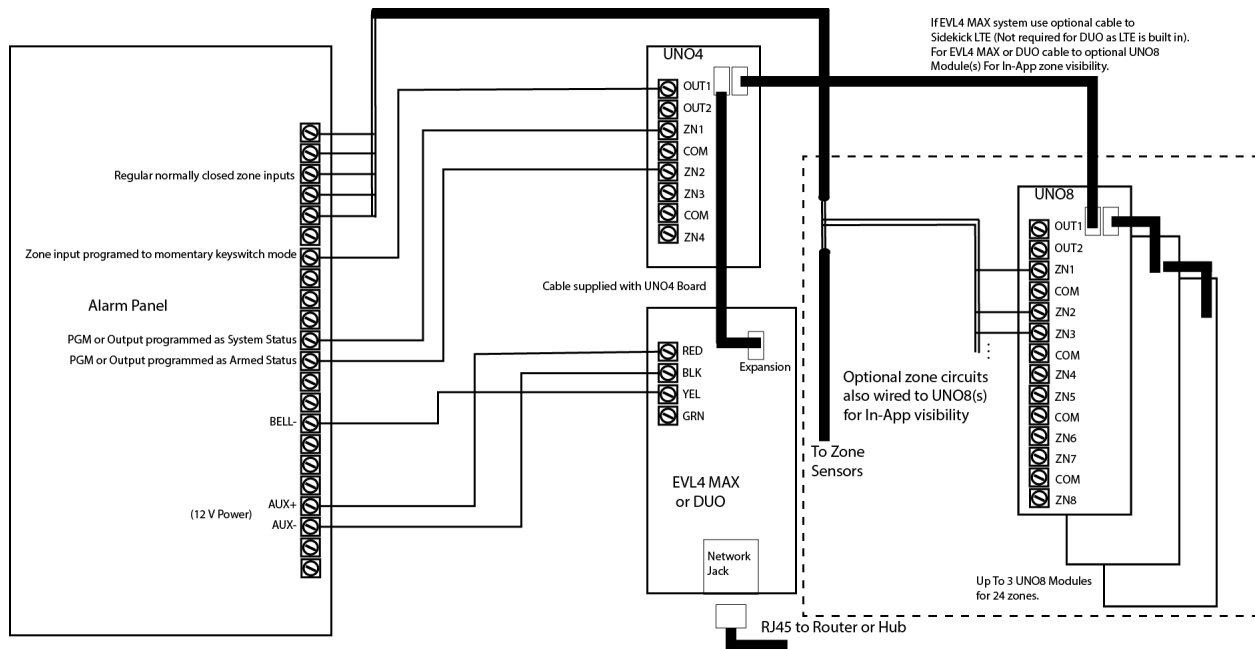 If EVL4 MAX system use optional cable to
Sidekick LTE (Not required for DUO as LTE is built in).
For EVL4 MAX or DUO cable to optional UNO8
Module(s) For In-App zone visibility.
UNO4
OUT1
OUT2
ZN1
COM
ZN2
ZN3
COM
ZN4
Regular normally closed zone inputs
Zone input programed to momentary keyswitch mode
Alarm Panel
PGM or Output programmed as System Status
PGM or Output programmed as Armed Status
BELL-
AUX+
(12 V Power)
AUX-
Cable supplied with UNO4 Board
RED
BLK
YEL
GRN
Expansion
EVL4 MAX
or DUO
Network
Jack
RJ45 to Router or Hub
To Zone
Sensors
Optional zone circuits
also wired to UNO8(s)
for In-App visibility
UNO8
OUT1
OUT2
ZN1
COM
ZN2
ZN3
COM
ZN4
ZN5
COM
ZN6
ZN7
COM
ZN8
Up To 3 UNO8 Modules
for 24 zones.